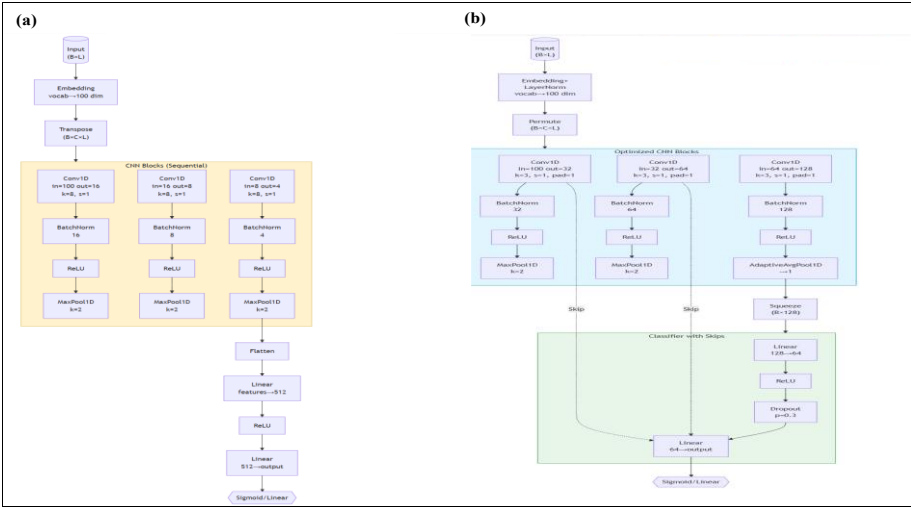 (a)
Input
(B×L)
Embedding
vocab→100 dim
Transpose
(B×C×L)
CNN Blocks (Sequential)
Conv1D
in=100 out=16
k=8, s=1
BatchNorm
16
ReLU
MaxPool1D
k=2
Conv1D
in=16 out=8
k=8, s=1
BatchNorm
8
ReLU
MaxPool1D
k=2
Conv1D
in=8 out=4
k=8, s=1
BatchNorm
4
ReLU
MaxPool1D
k=2
Flatten
Linear
features→512
ReLU
Linear
512→output
Sigmoid/Linear
(b)
Input
(B×L)
Embedding+
LayerNorm
vocab→100 dim
Permute
(B×C×L)
Optimized CNN Blocks
Conv1D
in=100 out=32
k=3, s=1, pad=1
BatchNorm
32
ReLU
MaxPool1D
k=2
Conv1D
in=32 out=64
k=3, s=1, pad=1
BatchNorm
64
ReLU
MaxPool1D
k=2
Conv1D
in=64 out=128
k=3, s=1, pad=1
BatchNorm
128
ReLU
AdaptiveAvgPool1D
→1
Skip
Skip
Squeeze
(B×128)
Classifier with Skips
Linear
128→64
ReLU
Dropout
p=0.3
Linear
64→output
Sigmoid/Linear